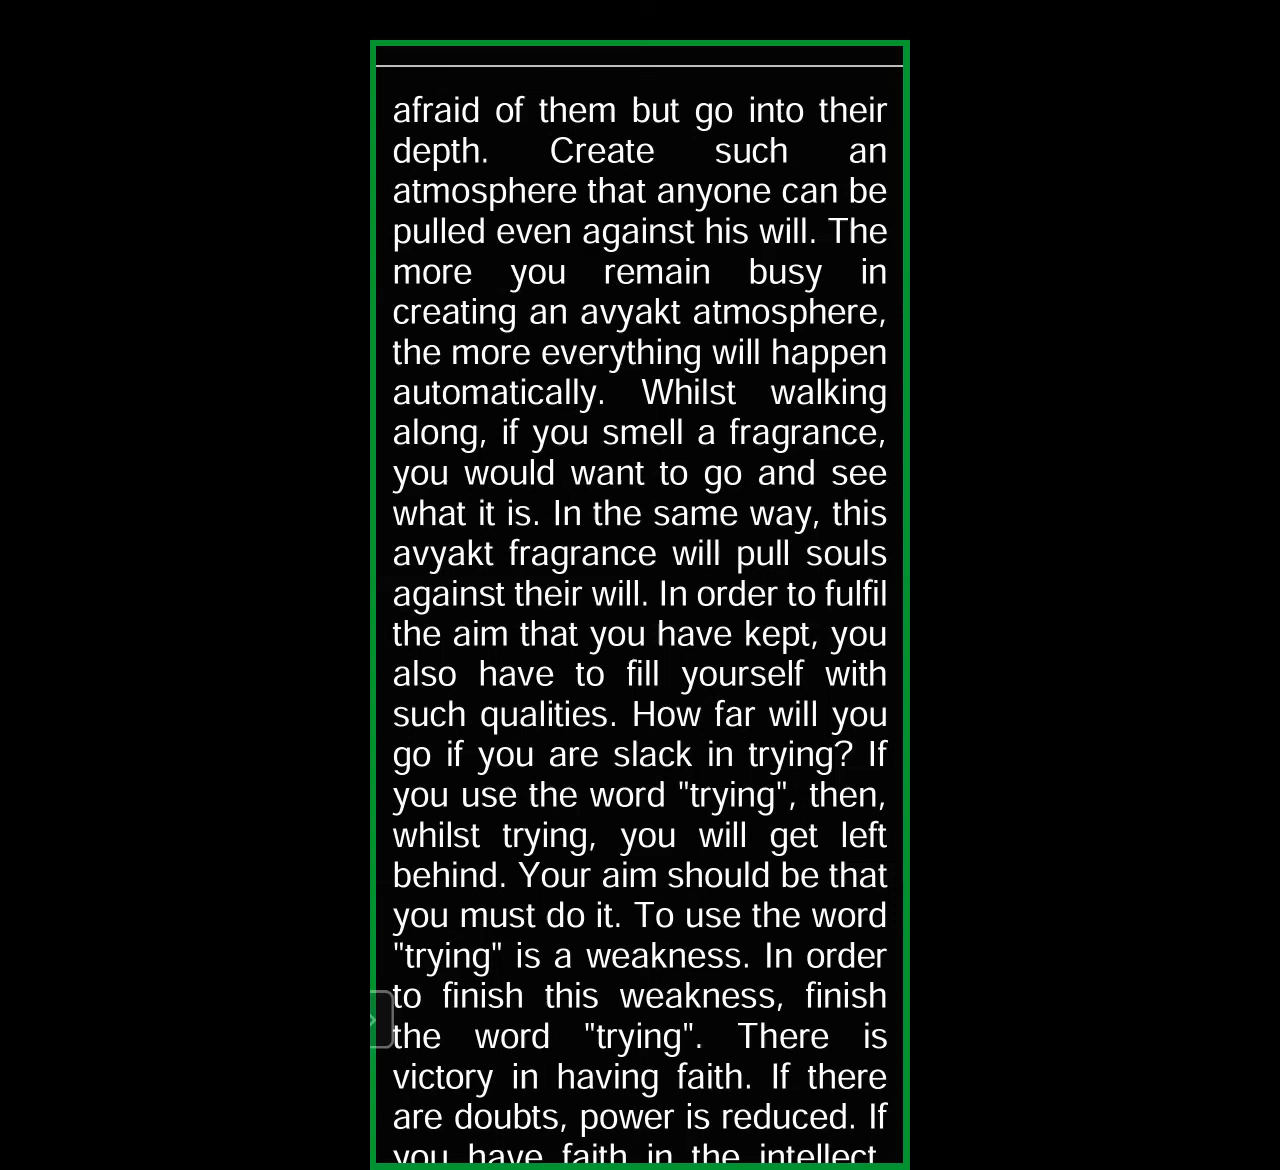 afraid of them but go into their
depth. Create such an
atmosphere that anyone can be
pulled even against his will. The
more you remain busy in
creating an avyakt atmosphere,
the more everything will happen
automatically. Whilst walking
along, if you smell a fragrance,
you would want to go and see
what it is. In the same way, this
avyakt fragrance will pull souls
against their will. In order to fulfil
the aim that you have kept, you
also have to fill yourself with
such qualities. How far will you
go if you are slack in trying? If
you use the word "trying", then,
whilst trying, you will get left
behind. Your aim should be that
you must do it. To use the word
"trying" is a weakness. In order
to finish this weakness, finish
the word "trying". There is
victory in having faith. If there
are doubts, power is reduced. If
you have faith in the intellect,